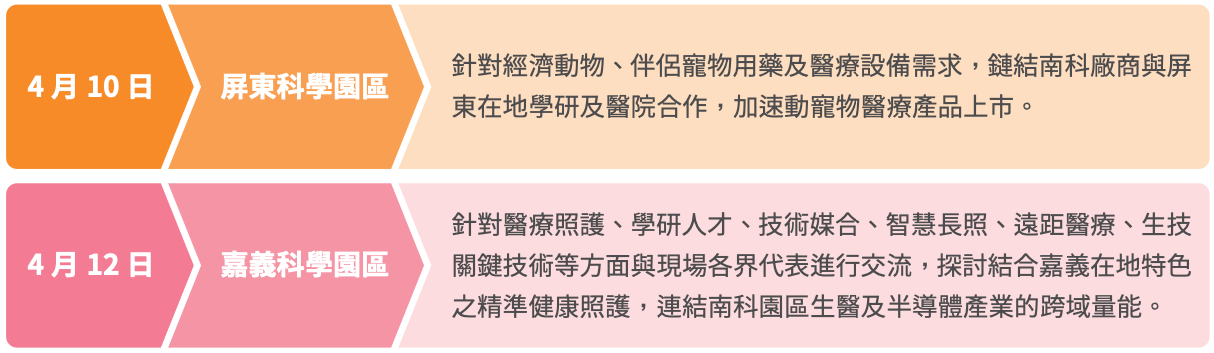 4 月 10 日
屏東科學園區
針對經濟動物、伴侶寵物用藥及醫療設備需求，鏈結南科廠商與屏
東在地學研及醫院合作，加速動寵物醫療產品上市。
4 月 12 日
嘉義科學園區
針對醫療照護、學研人才、技術媒合、智慧長照、遠距醫療、生技
關鍵技術等方面與現場各界代表進行交流，探討結合嘉義在地特色
之精準健康照護，連結南科園區生醫及半導體產業的跨域量能。